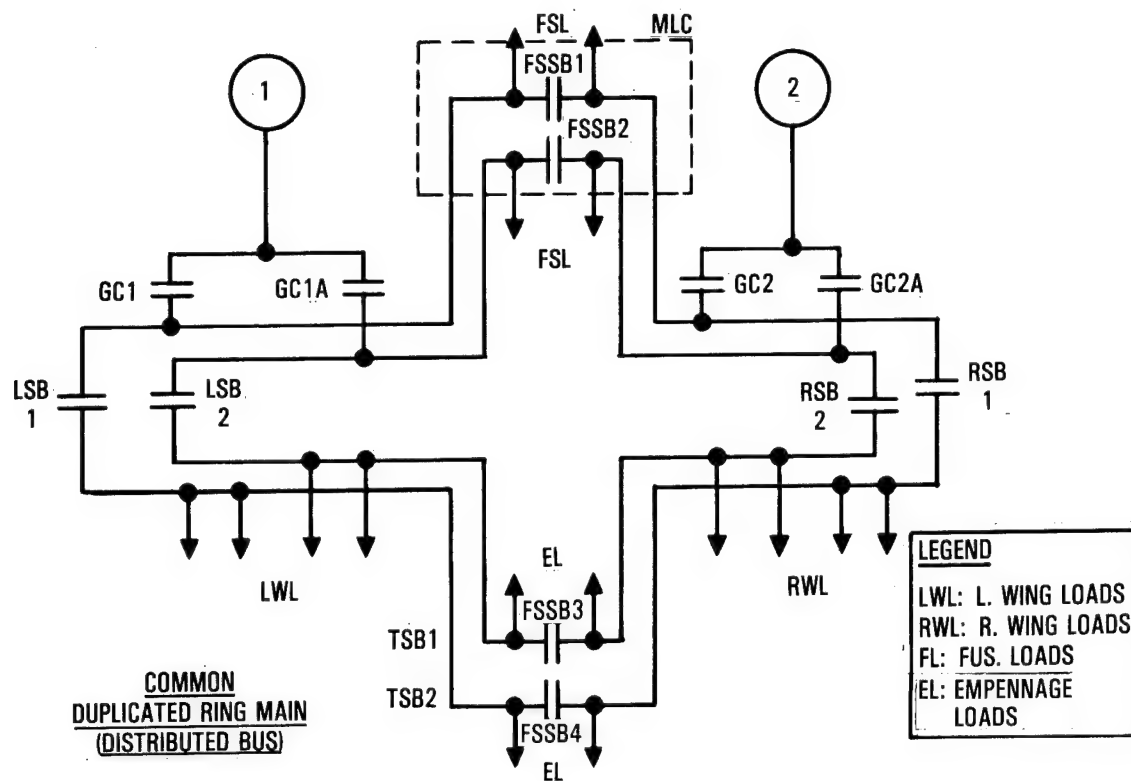 FSL
MLC
FSSB1
1
2
FSSB2
FSL
GC1
GC1A
GC2
GC2A
LSB
1
LSB
2
RSB
2
RSB
1
LWL
EL
RWL
FSSB3
TSB1
TSB2
FSSB4
EL
COMMON
DUPLICATED RING MAIN
(DISTRIBUTED BUS)
LEGEND
LWL: L. WING LOADS
RWL: R. WING LOADS
FL: FUS. LOADS
EL: EMPENNAGE
LOADS